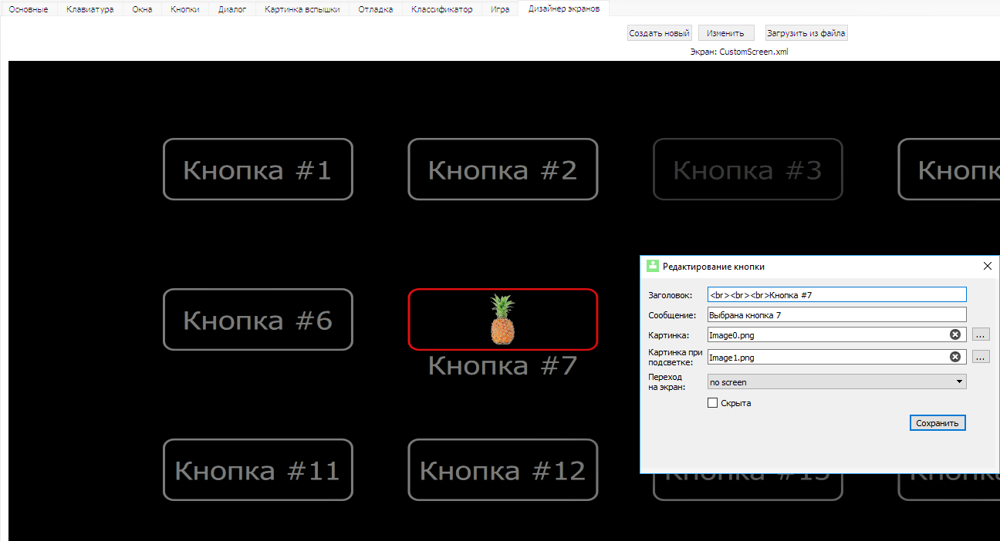 Основные Клавиатура Окна Кнопки Диалог Картинка вспышки Отладка Классификатор Игра Дизайнер экранов
Создать новый Изменить Загрузить из файла
Экран: CustomScreen.xml
Кнопка #1 Кнопка #2 Кнопка #3
Редактирование кнопки
Заголовок: <br><br><br>Кнопка #7
Сообщение: Выбрана кнопка 7
Картинка: Image0.png ...
Картинка при
подсветке: Image1.png ...
Переход
на экран: no screen
Скрыта
Сохранить
Кнопка #6
Кнопка #7
Кнопка #11 Кнопка #12